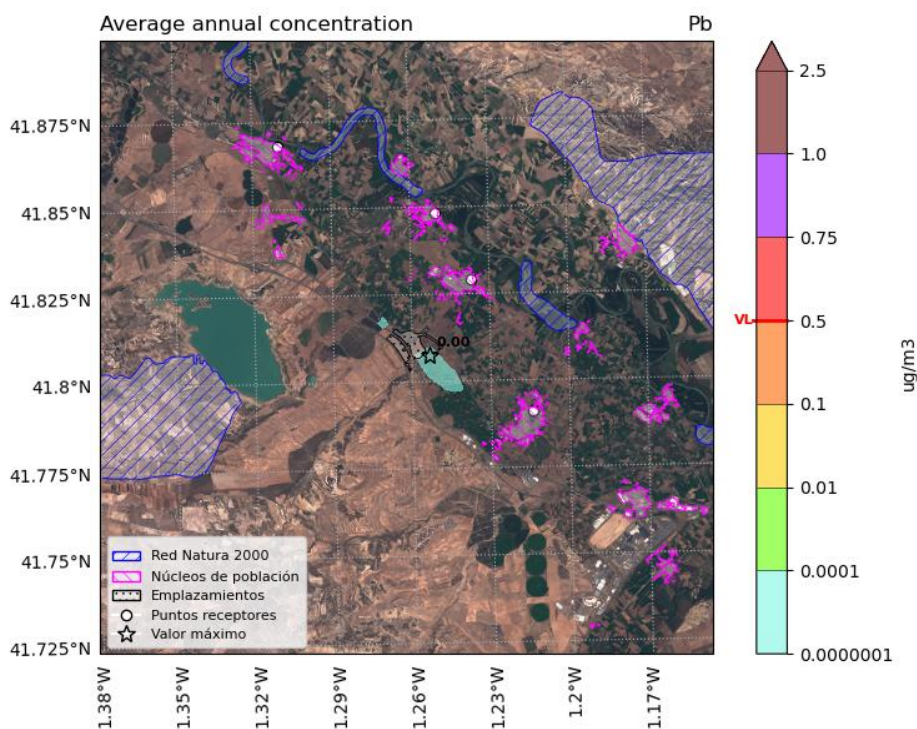 Average annual concentration Pb
41.875°N
41.85°N
41.825°N
41.8°N
41.775°N
41.75°N
41.725°N
0.00
Red Natura 2000
Núcleos de población
Emplazamientos
Puntos receptores
Valor máximo
1.38°W
1.35°W
1.32°W
1.29°W
1.26°W
1.23°W
1.2°W
1.17°W
2.5
1.0
0.75
VL 0.5
0.1
0.01
0.0001
0.0000001
ug/m3